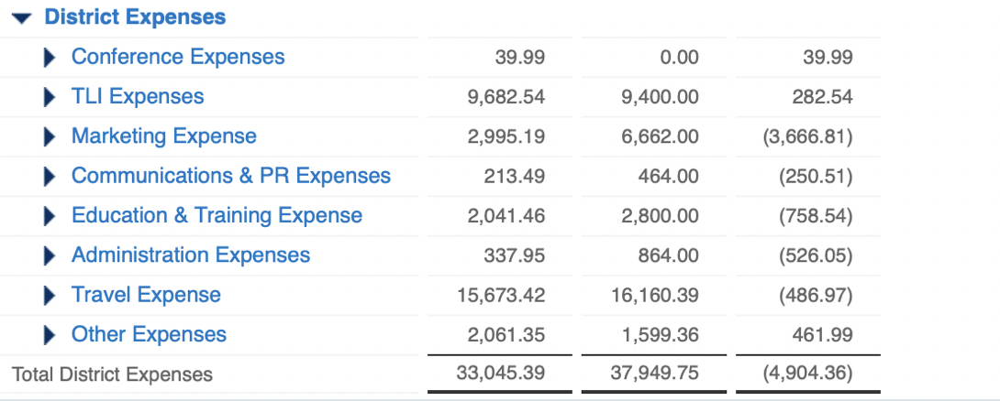 District Expenses
Conference Expenses 39.99 0.00 39.99
TLI Expenses 9,682.54 9,400.00 282.54
Marketing Expense 2,995.19 6,662.00 (3,666.81)
Communications & PR Expenses 213.49 464.00 (250.51)
Education & Training Expense 2,041.46 2,800.00 (758.54)
Administration Expenses 337.95 864.00 (526.05)
Travel Expense 15,673.42 16,160.39 (486.97)
Other Expenses 2,061.35 1,599.36 461.99
Total District Expenses 33,045.39 37,949.75 (4,904.36)